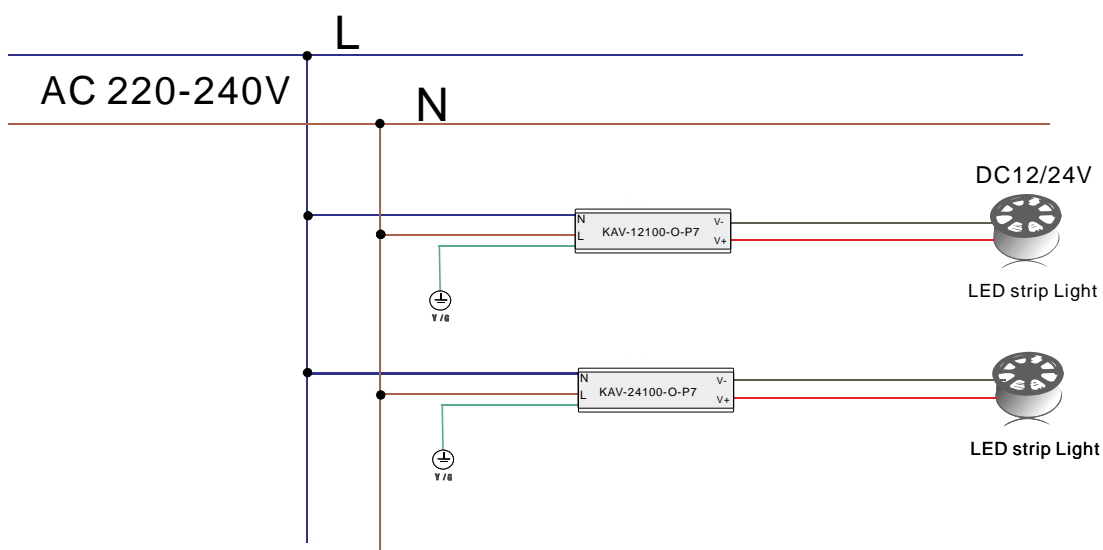 L
AC 220-240V
N
DC12/24V
N
L
KAV-12100-O-P7
V-
V+
LED strip Light
Y/G
N
L
KAV-24100-O-P7
V-
V+
LED strip Light
Y/G